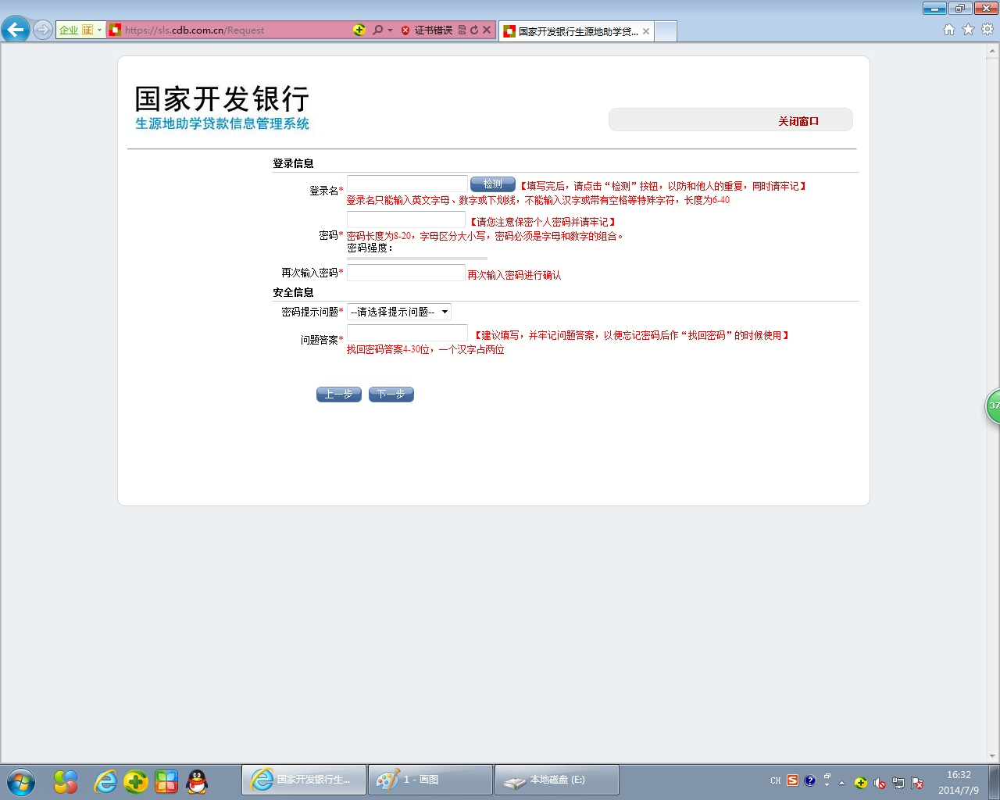 企业 证 https://sls.cdb.com.cn/Request 证书错误 国家开发银行生源地助学贷...
国家开发银行
生源地助学贷款信息管理系统
关闭窗口
登录信息
登录名* 检测 【填写完后，请点击“检测”按钮，以防和他人的重复，同时请牢记】
登录名只能输入英文字母、数字或下划线，不能输入汉字或带有空格等特殊字符，长度为6-40
【请您注意保密个人密码并请牢记】
密码* 密码长度为8-20，字母区分大小写，密码必须是字母和数字的组合。
密码强度：
再次输入密码* 再次输入密码进行确认
安全信息
密码提示问题* --请选择提示问题--
问题答案* 【建议填写，并牢记问题答案，以便忘记密码后作“找回密码”的时候使用】
找回密码答案4-30位，一个汉字占两位
上一步 下一步
37
国家开发银行生... 1 - 画图 本地磁盘 (E:) CH S 16:32
2014/7/9